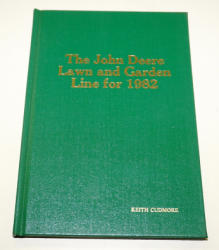 The John Deere
Lawn and Garden
Line for 1982
KEITH CUDMORE